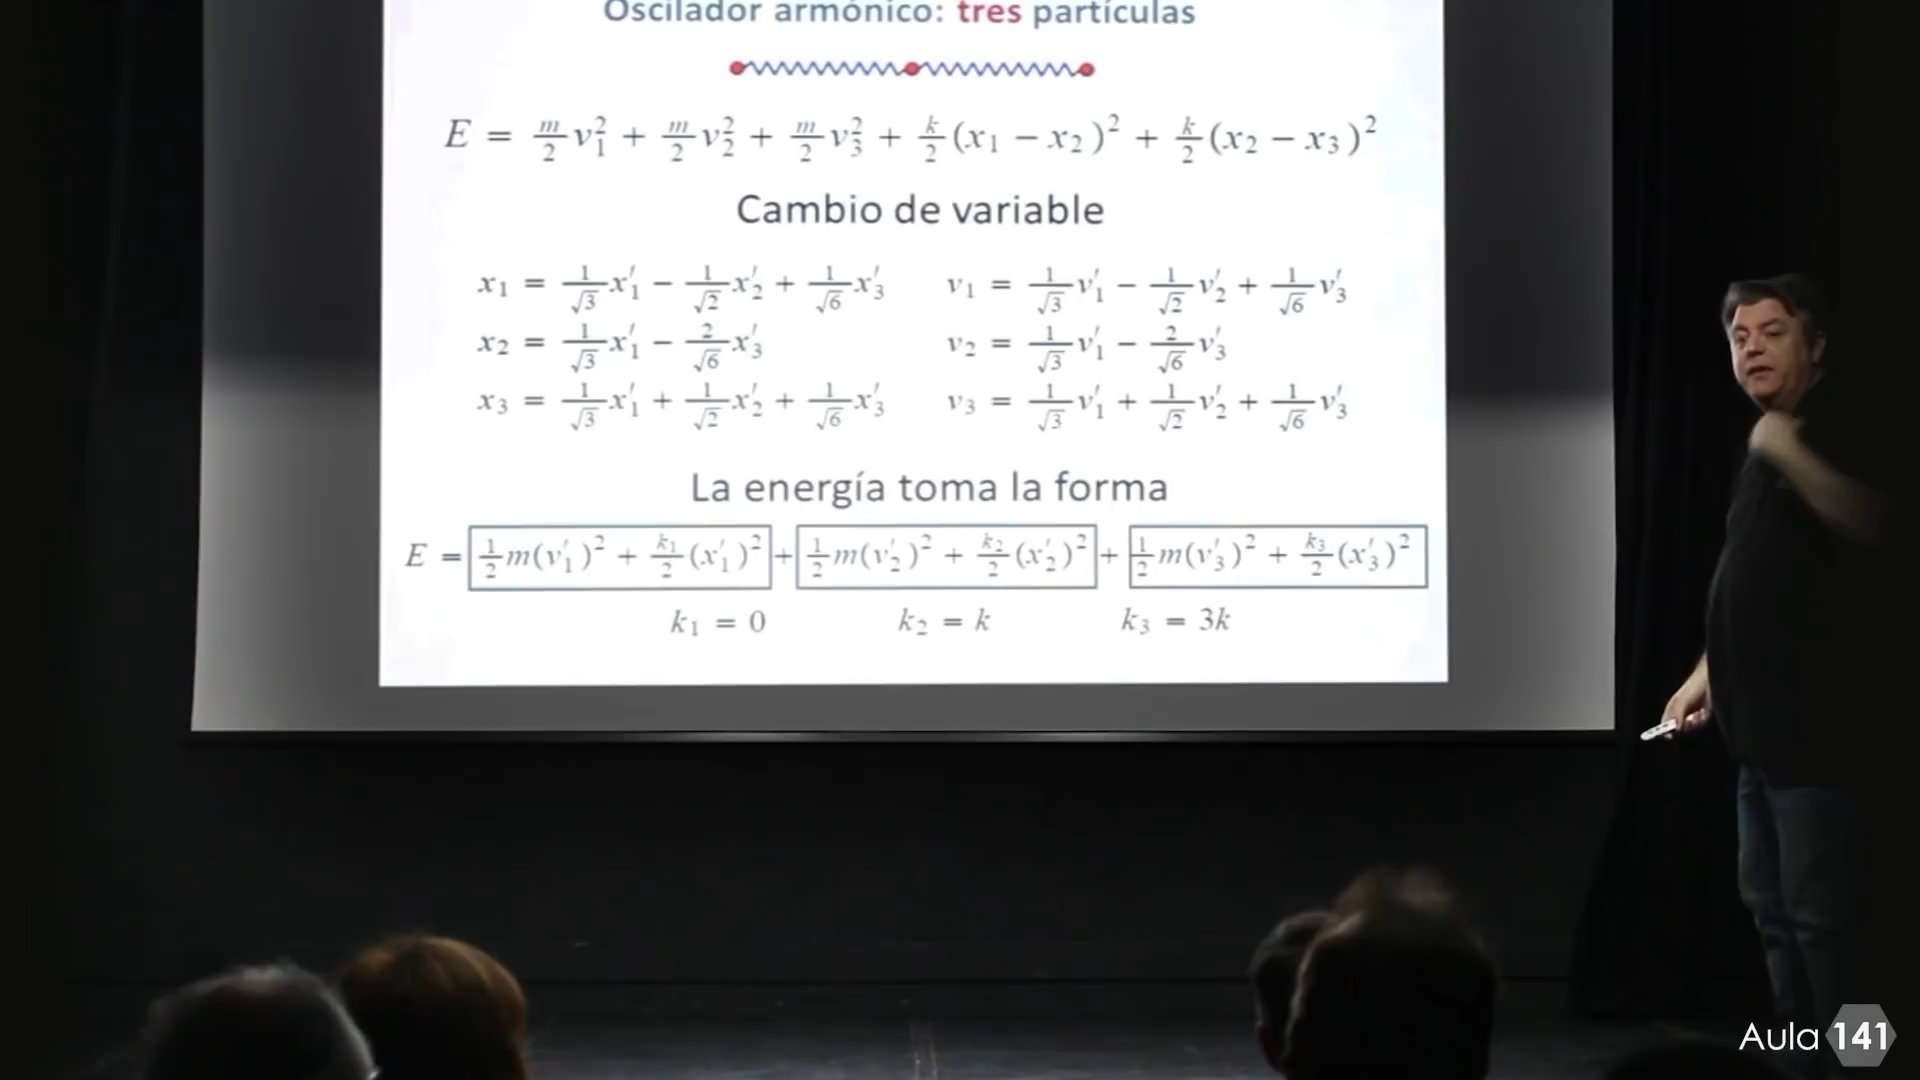 Oscilador armónico: tres partículas
E = m/2 v₁² + m/2 v₂² + m/2 v₃² + k/2 (x₁ − x₂)² + k/2 (x₂ − x₃)²
Cambio de variable
x₁ = 1/√3 x′₁ − 1/√2 x′₂ + 1/√6 x′₃
v₁ = 1/√3 v′₁ − 1/√2 v′₂ + 1/√6 v′₃
x₂ = 1/√3 x′₁ − 2/√6 x′₃
v₂ = 1/√3 v′₁ − 2/√6 v′₃
x₃ = 1/√3 x′₁ + 1/√2 x′₂ + 1/√6 x′₃
v₃ = 1/√3 v′₁ + 1/√2 v′₂ + 1/√6 v′₃
La energía toma la forma
E = 1/2 m(v′₁)² + k₁/2 (x′₁)² + 1/2 m(v′₂)² + k₂/2 (x′₂)² + 1/2 m(v′₃)² + k₃/2 (x′₃)²
k₁ = 0 k₂ = k k₃ = 3k
Aula 141